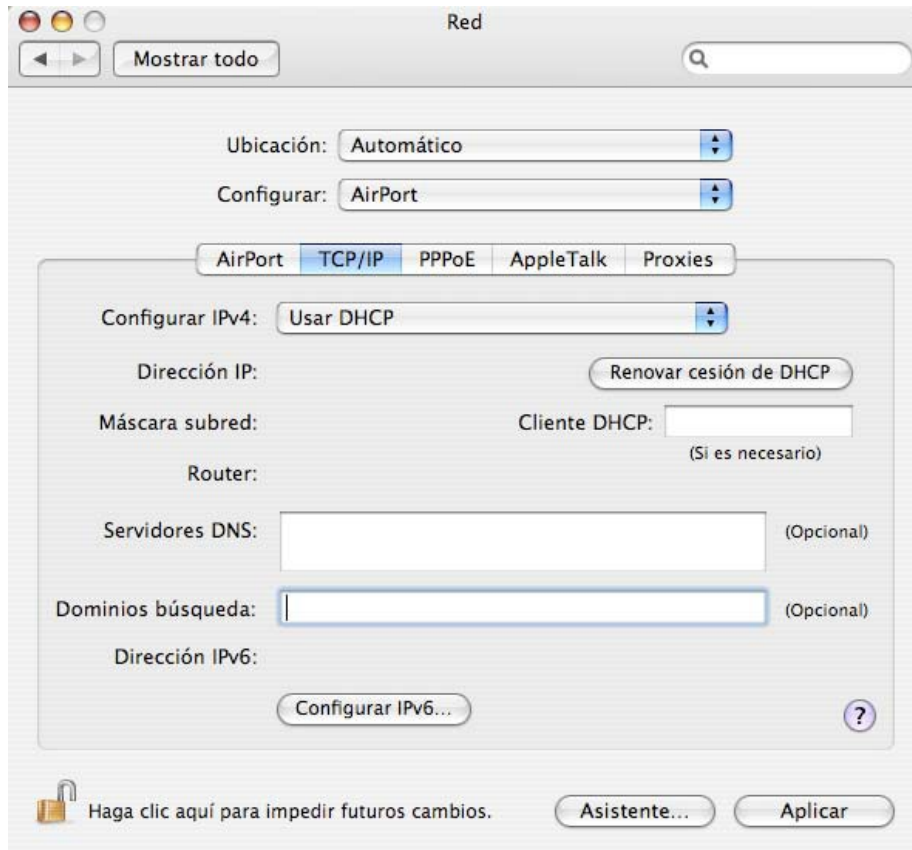 Red
Mostrar todo
Ubicación: Automático
Configurar: AirPort
AirPort TCP/IP PPPoE AppleTalk Proxies
Configurar IPv4: Usar DHCP
Dirección IP: Renovar cesión de DHCP
Máscara subred: Cliente DHCP:
(Si es necesario)
Router:
Servidores DNS: (Opcional)
Dominios búsqueda: (Opcional)
Dirección IPv6:
Configurar IPv6... ?
Haga clic aquí para impedir futuros cambios. Asistente... Aplicar